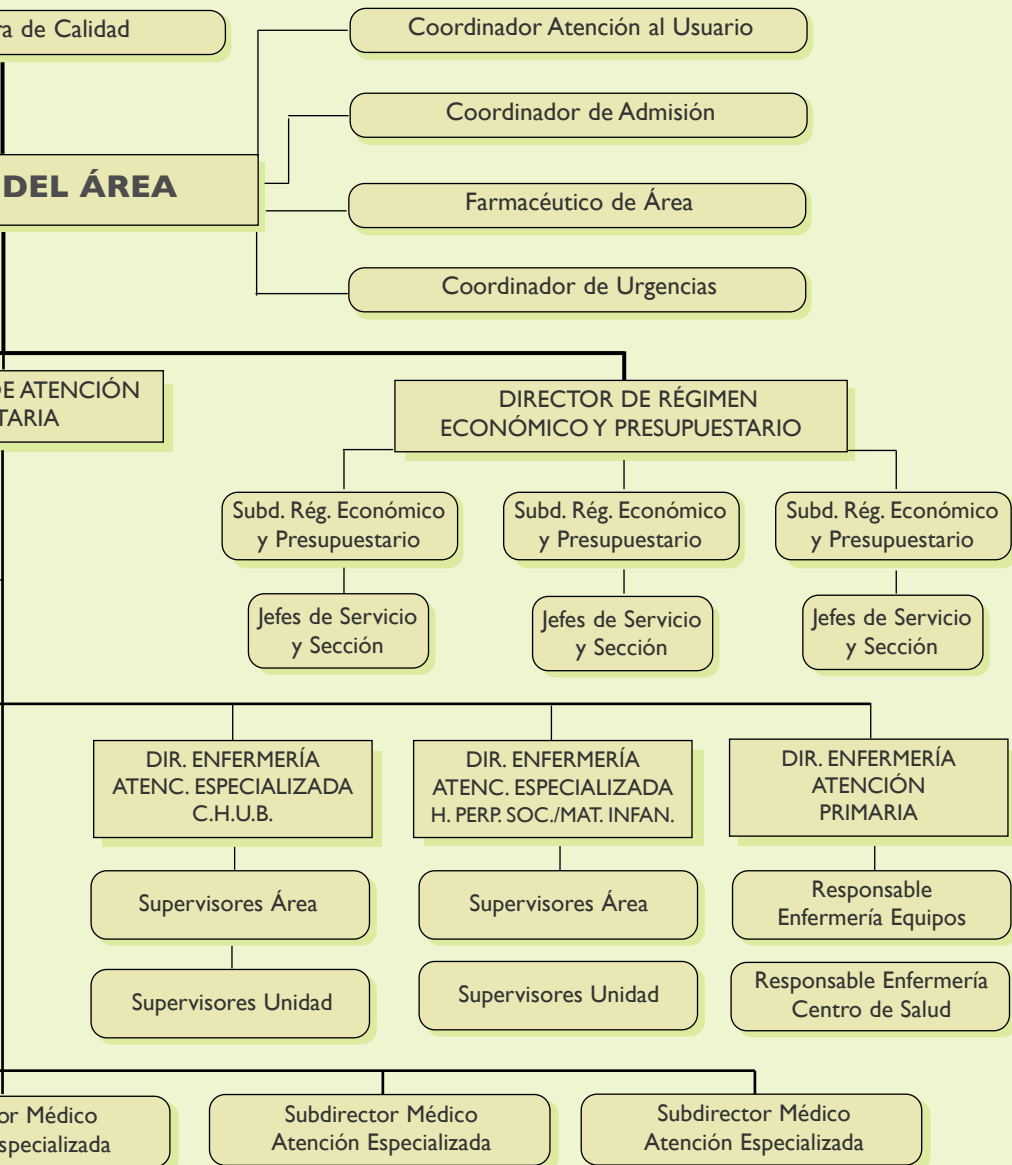 ra de Calidad
Coordinador Atención al Usuario
Coordinador de Admisión
DEL ÁREA
Farmacéutico de Área
Coordinador de Urgencias
DE ATENCIÓN
TARIA
DIRECTOR DE RÉGIMEN
ECONÓMICO Y PRESUPUESTARIO
Subd. Rég. Económico
y Presupuestario
Subd. Rég. Económico
y Presupuestario
Subd. Rég. Económico
y Presupuestario
Jefes de Servicio
y Sección
Jefes de Servicio
y Sección
Jefes de Servicio
y Sección
DIR. ENFERMERÍA
ATENC. ESPECIALIZADA
C.H.U.B.
DIR. ENFERMERÍA
ATENC. ESPECIALIZADA
H. PERP. SOC./MAT. INFAN.
DIR. ENFERMERÍA
ATENCIÓN
PRIMARIA
Supervisores Área
Supervisores Área
Responsable
Enfermería Equipos
Supervisores Unidad
Supervisores Unidad
Responsable Enfermería
Centro de Salud
or Médico
specializada
Subdirector Médico
Atención Especializada
Subdirector Médico
Atención Especializada